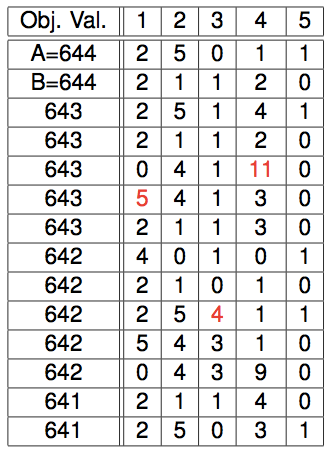 Obj. Val. 1 2 3 4 5
A=644 2 5 0 1 1
B=644 2 1 1 2 0
643 2 5 1 4 1
643 2 1 1 2 0
643 0 4 1 11 0
643 5 4 1 3 0
643 2 1 1 3 0
642 4 0 1 0 1
642 2 1 0 1 0
642 2 5 4 1 1
642 5 4 3 1 0
642 0 4 3 9 0
641 2 1 1 4 0
641 2 5 0 3 1